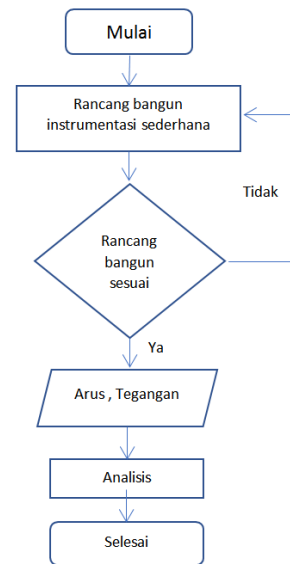 Mulai
Rancang bangun
instrumentasi sederhana
Tidak
Rancang
bangun
sesuai
Ya
Arus , Tegangan
Analisis
Selesai